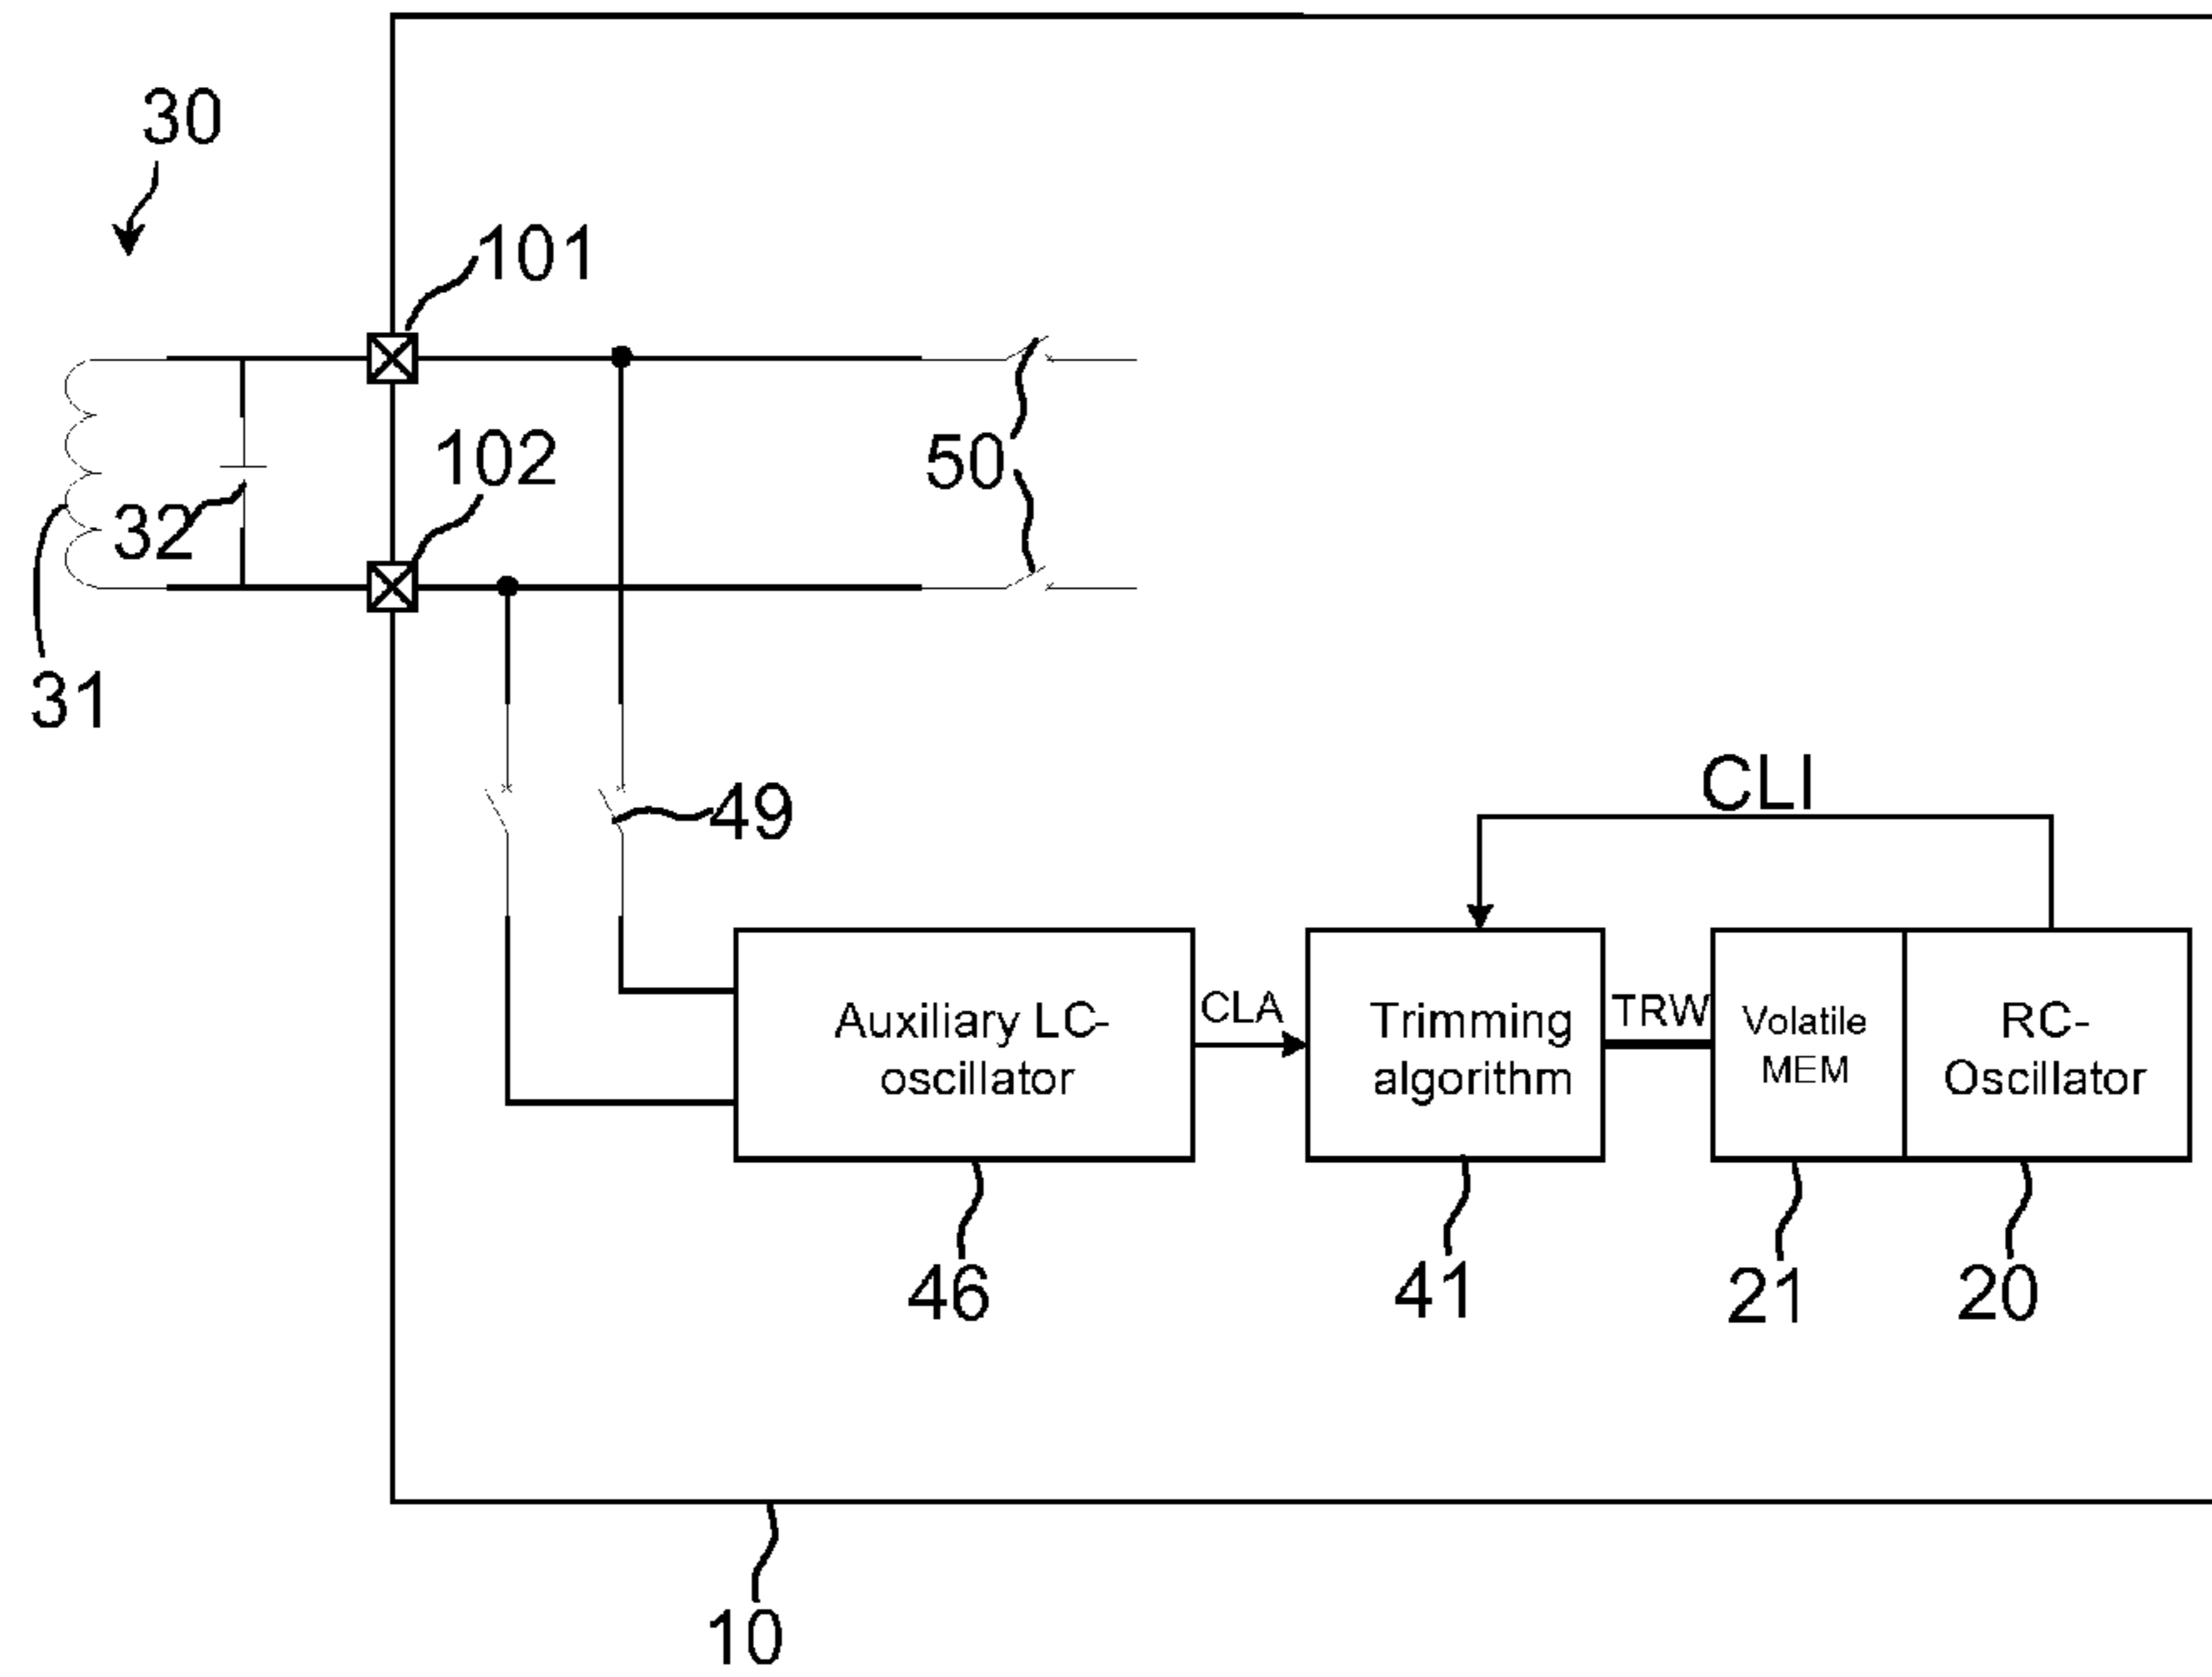 30
101
102
50
32
31
49
CLI
Auxiliary LC-
oscillator
CLA
Trimming
algorithm
TRW
Volatile
MEM
RC-
Oscillator
46
41
21
20
10